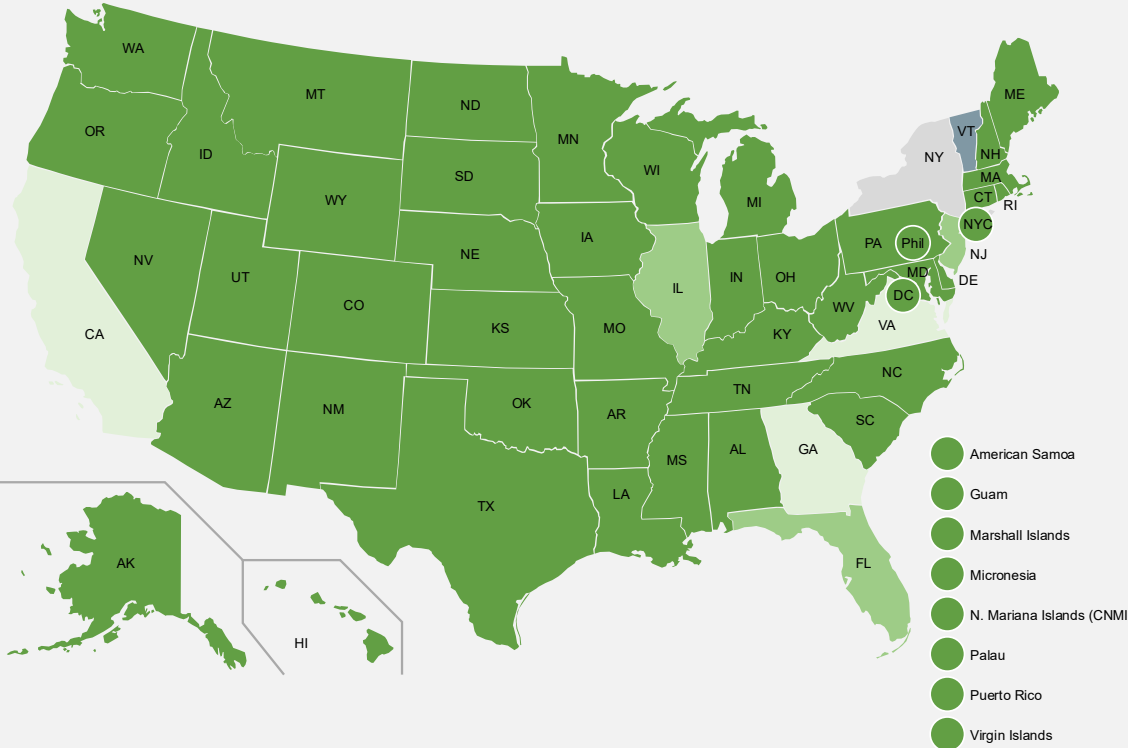 WA
MT
ND
MN
ME
OR
ID
SD
WI
MI
NY
VT
NH
MA
CT
RI
WY
NE
IA
NYC
PA
Phil
NJ
NV
UT
CO
IL
IN
OH
MD
DE
DC
CA
KS
MO
WV
VA
KY
AZ
NM
OK
AR
TN
NC
SC
MS
AL
GA
TX
LA
FL
AK
HI
American Samoa
Guam
Marshall Islands
Micronesia
N. Mariana Islands (CNMI
Palau
Puerto Rico
Virgin Islands